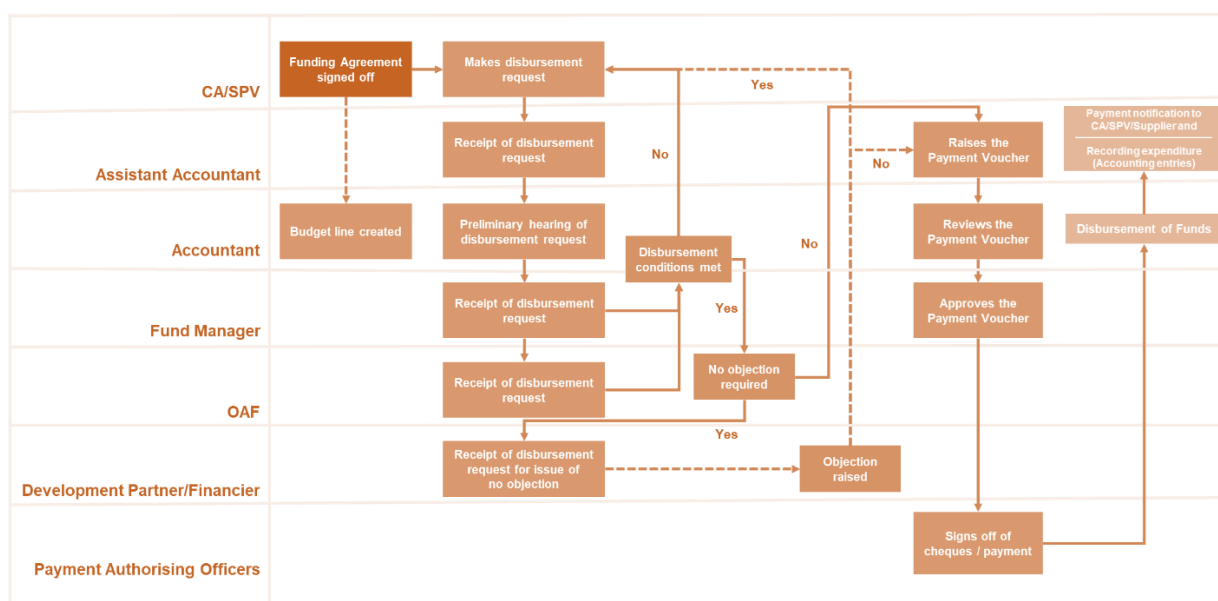 CA/SPV
Funding Agreement
signed off
Makes disbursement
request
Yes
Payment notification to
CA/SPV/Supplier and
Recording expenditure
(Accounting entries)
Assistant Accountant
Receipt of disbursement
request
No
No
Raises the
Payment Voucher
Accountant
Budget line created
Preliminary hearing of
disbursement request
Disbursement
conditions met
No
Reviews the
Payment Voucher
Disbursement of Funds
Fund Manager
Receipt of disbursement
request
Yes
Approves the
Payment Voucher
OAF
Receipt of disbursement
request
No objection
required
Development Partner/Financier
Receipt of disbursement
request for issue of
no objection
Yes
Objection
raised
Payment Authorising Officers
Signs off of
cheques / payment